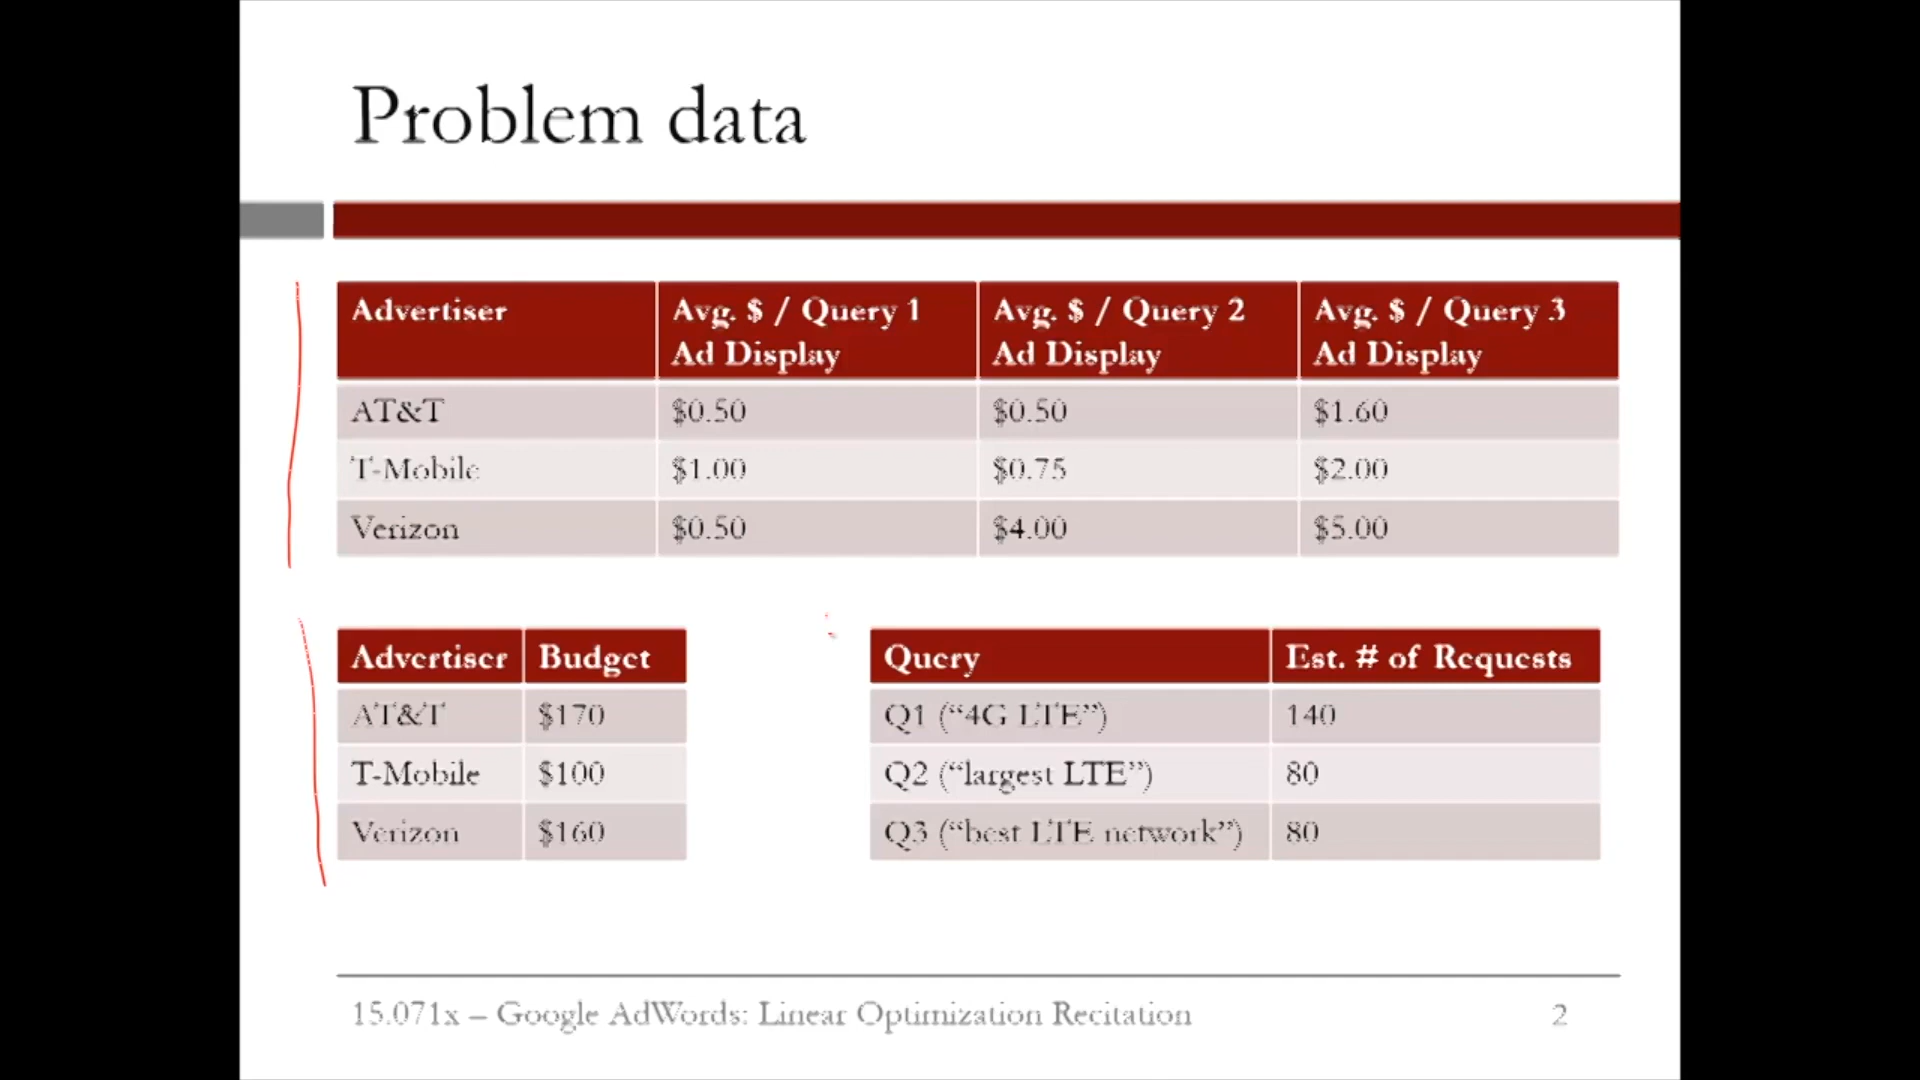 Problem data
Advertiser Avg. $ / Query 1 Ad Display Avg. $ / Query 2 Ad Display Avg. $ / Query 3 Ad Display
AT&T $0.50 $0.50 $1.60
T-Mobile $1.00 $0.75 $2.00
Verizon $0.50 $4.00 $5.00
Advertiser Budget
AT&T $170
T-Mobile $100
Verizon $160
Query Est. # of Requests
Q1 (“4G LTE”) 140
Q2 (“largest LTE”) 80
Q3 (“best LTE network”) 80
15.071x – Google AdWords: Linear Optimization Recitation 2